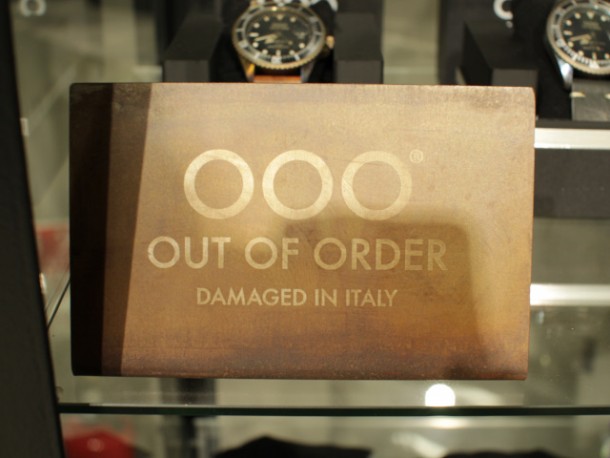 OOO®
OUT OF ORDER
DAMAGED IN ITALY